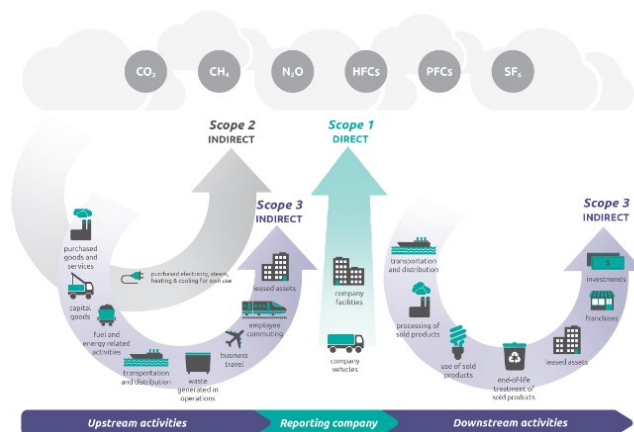 CO₂
CH₄
N₂O
HFCs
PFCs
SF₆
Scope 2
INDIRECT
Scope 1
DIRECT
Scope 3
INDIRECT
Scope 3
INDIRECT
purchased
goods and
services
capital
goods
fuel and
energy related
activities
transportation
and distribution
waste
generated in
operations
business
travel
employee
commuting
leased assets
purchased electricity, steam,
heating & cooling for own use
company
facilities
company
vehicles
transportation
and distribution
processing of
sold products
use of sold
products
end-of-life
treatment of
sold products
leased assets
franchises
investments
$
Upstream activities
Reporting company
Downstream activities